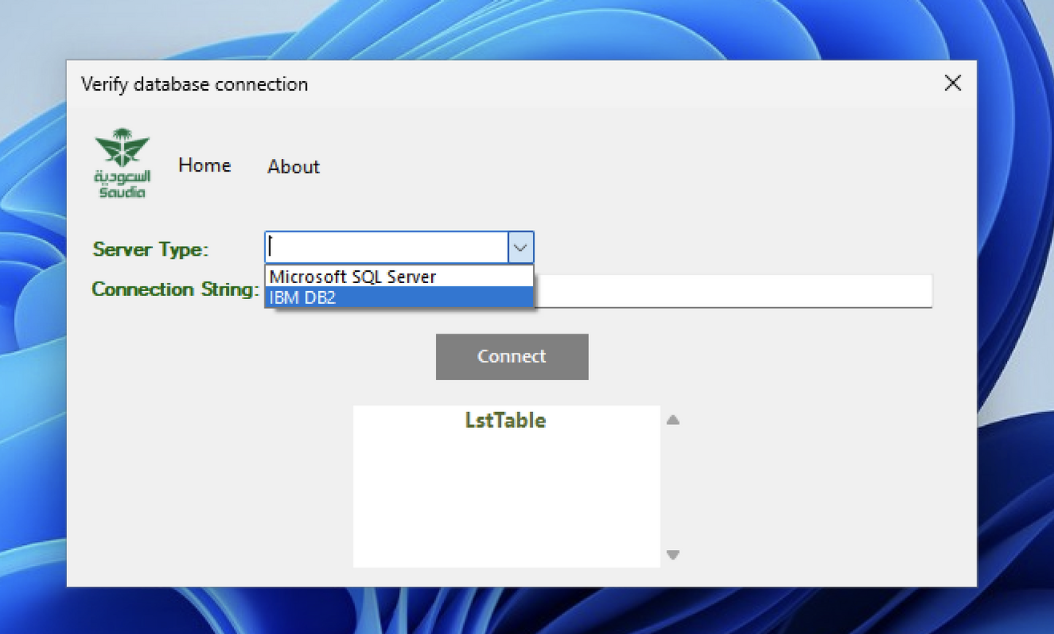 Verify database connection
السعودية
Saudia
Home
About
Server Type:
Microsoft SQL Server
IBM DB2
Connection String:
Connect
LstTable